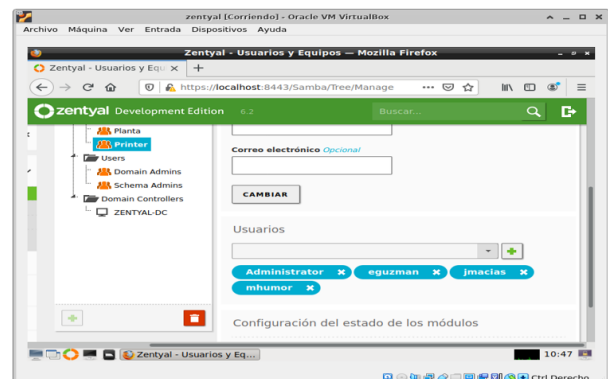 zentyal [Corriendo] - Oracle VM VirtualBox
Archivo Máquina Ver Entrada Dispositivos Ayuda
Zentyal - Usuarios y Equipos — Mozilla Firefox
Zentyal - Usuarios y Equ
https://localhost:8443/Samba/Tree/Manage
zentyal Development Edition 6.2
Buscar...
Planta
Printer
Users
Domain Admins
Schema Admins
Domain Controllers
ZENTYAL-DC
Correo electrónico Opcional
CAMBIAR
Usuarios
Administrator x eguzman x jmacias x
mhumor x
Configuración del estado de los módulos
Zentyal - Usuarios y Eq...
10:47
Ctrl Derecho